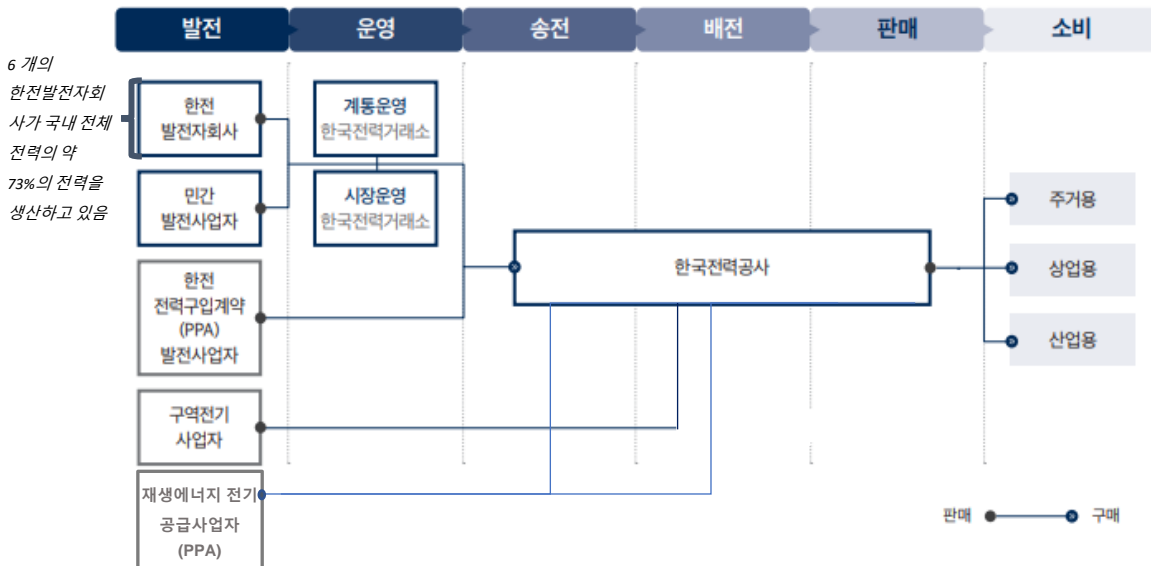 발전
운영
송전
배전
판매
소비
6 개의
한전발전자회
사가 국내 전체
전력의 약
73%의 전력을
생산하고 있음
한전
발전자회사
계통운영
한국전력거래소
민간
발전사업자
시장운영
한국전력거래소
한전
전력구입계약
(PPA)
발전사업자
한국전력공사
주거용
상업용
산업용
구역전기
사업자
재생에너지 전기
공급사업자
(PPA)
판매
구매